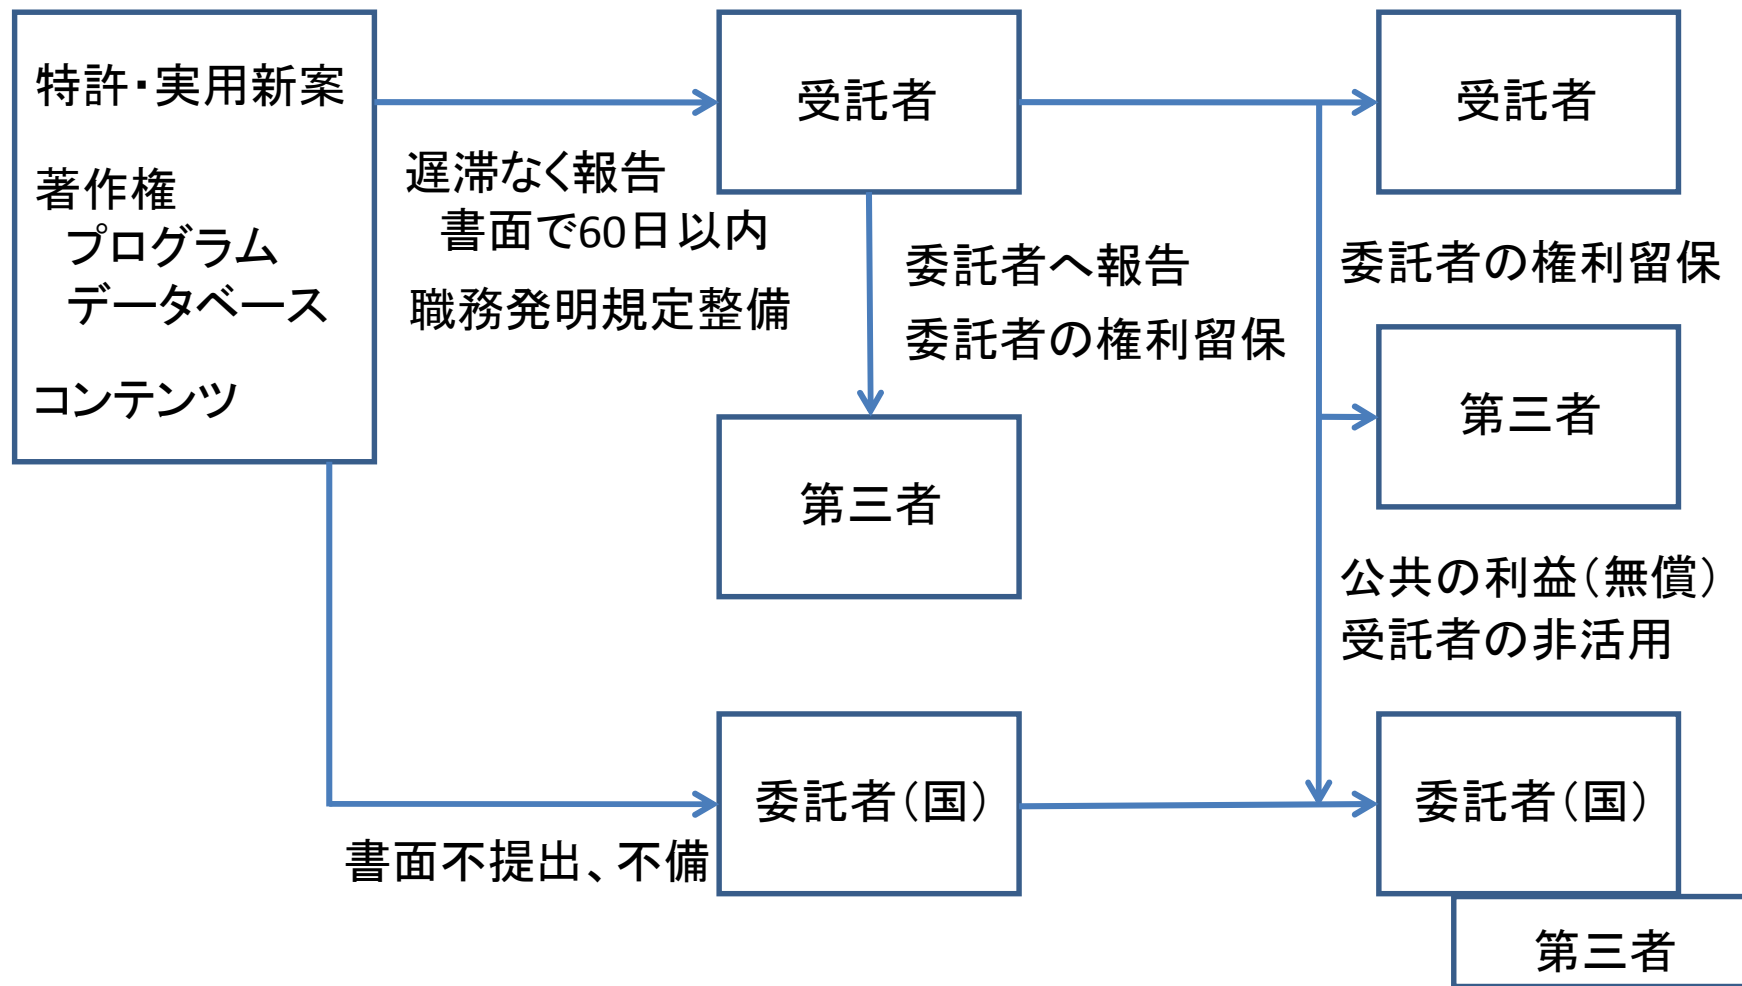 特許・実用新案
著作権
プログラム
データベース
コンテンツ
遅滞なく報告
書面で60日以内
職務発明規定整備
受託者
委託者へ報告
委託者の権利留保
第三者
受託者
委託者の権利留保
第三者
公共の利益(無償)
受託者の非活用
書面不提出、不備
委託者(国)
委託者(国)
第三者